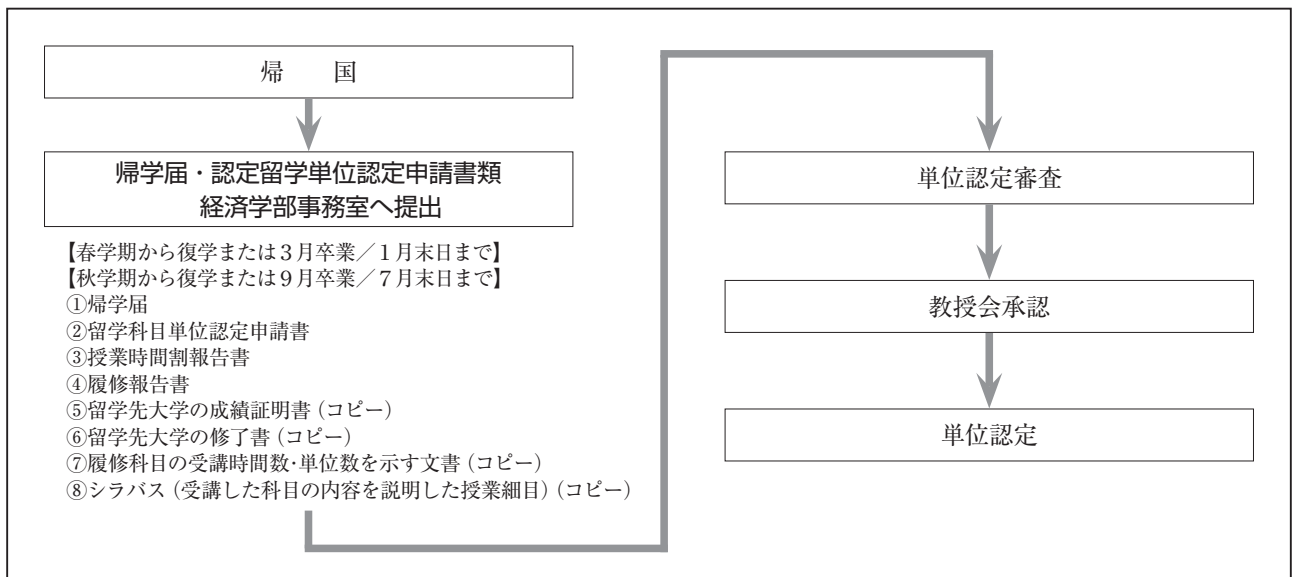 帰　国
帰学届・認定留学単位認定申請書類
経済学部事務室へ提出
【春学期から復学または３月卒業／１月末日まで】
【秋学期から復学または９月卒業／７月末日まで】
①帰学届
②留学科目単位認定申請書
③授業時間割報告書
④履修報告書
⑤留学先大学の成績証明書（コピー）
⑥留学先大学の修了書（コピー）
⑦履修科目の受講時間数・単位数を示す文書（コピー）
⑧シラバス（受講した科目の内容を説明した授業細目）（コピー）
単位認定審査
教授会承認
単位認定